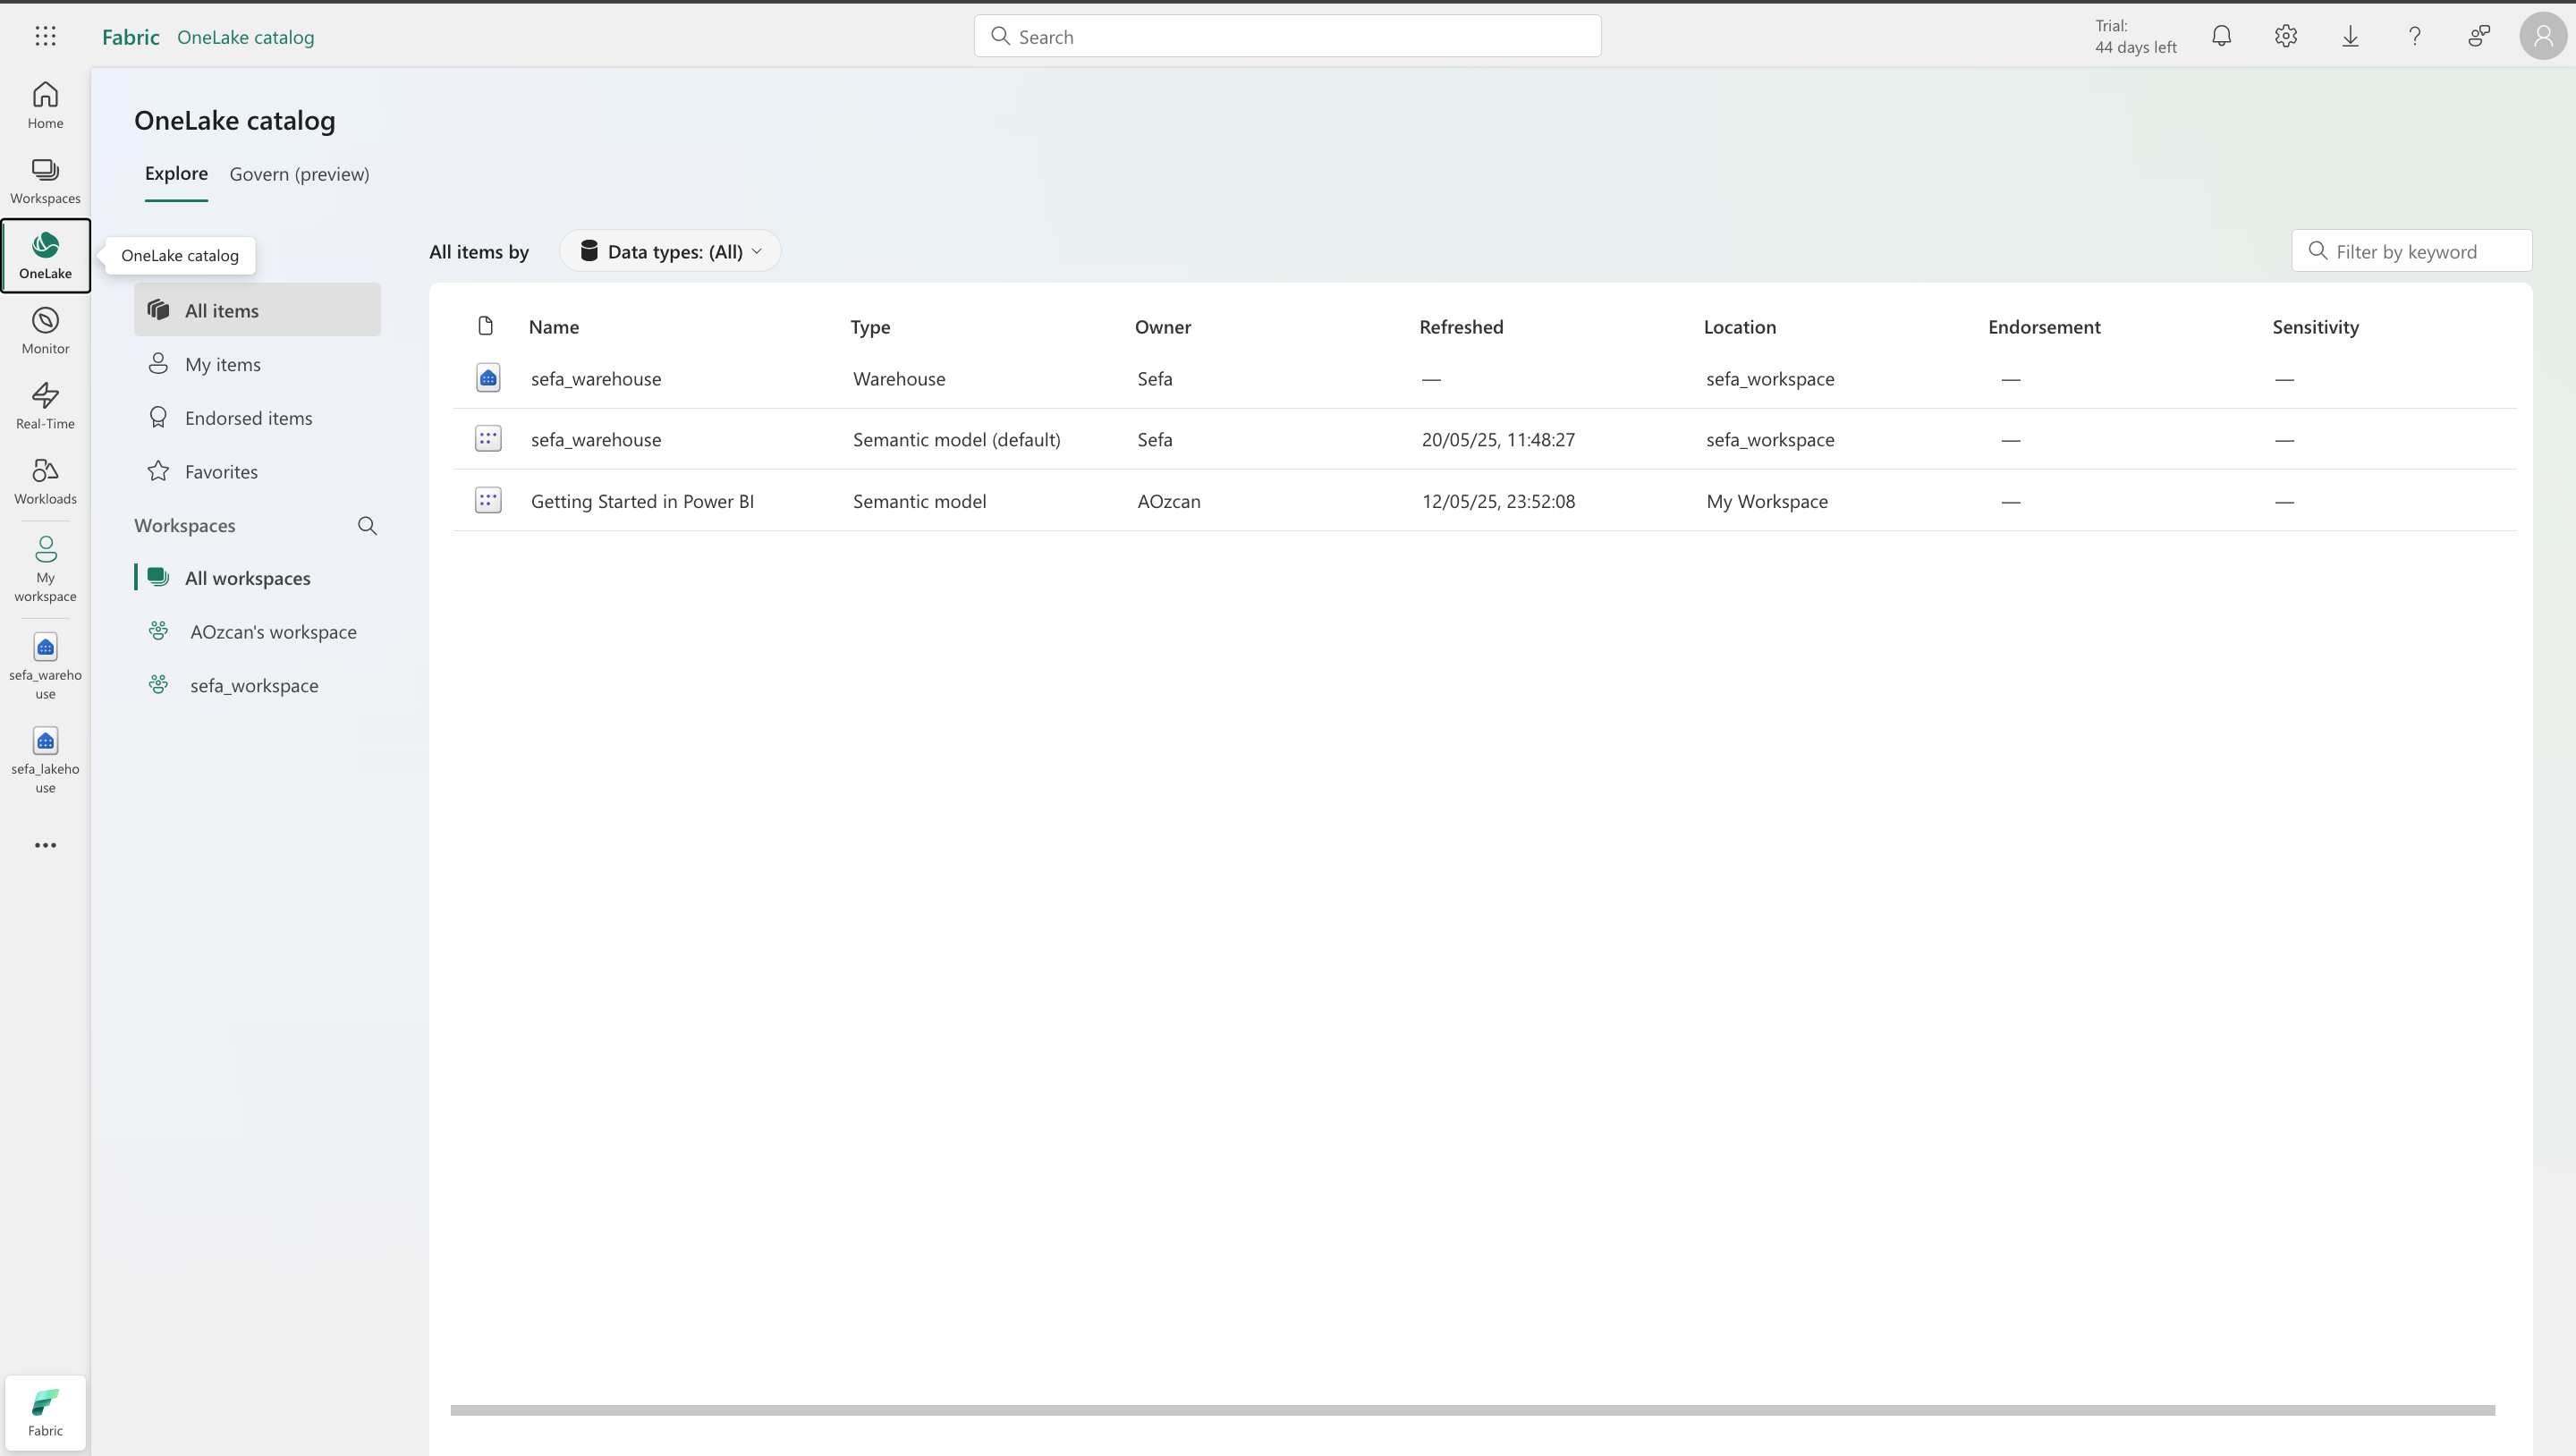 Fabric OneLake catalog
Search
Trial:
44 days left
Home
Workspaces
OneLake
Monitor
Real-Time
Workloads
My
workspace
sefa_wareho
use
sefa_lakeho
use
Fabric
OneLake catalog
OneLake catalog
Explore Govern (preview)
All items
My items
Endorsed items
Favorites
Workspaces
All workspaces
AOzcan's workspace
sefa_workspace
All items by Data types: (All) Filter by keyword
Name Type Owner Refreshed Location Endorsement Sensitivity
sefa_warehouse Warehouse Sefa — sefa_workspace — —
sefa_warehouse Semantic model (default) Sefa 20/05/25, 11:48:27 sefa_workspace — —
Getting Started in Power BI Semantic model AOzcan 12/05/25, 23:52:08 My Workspace — —